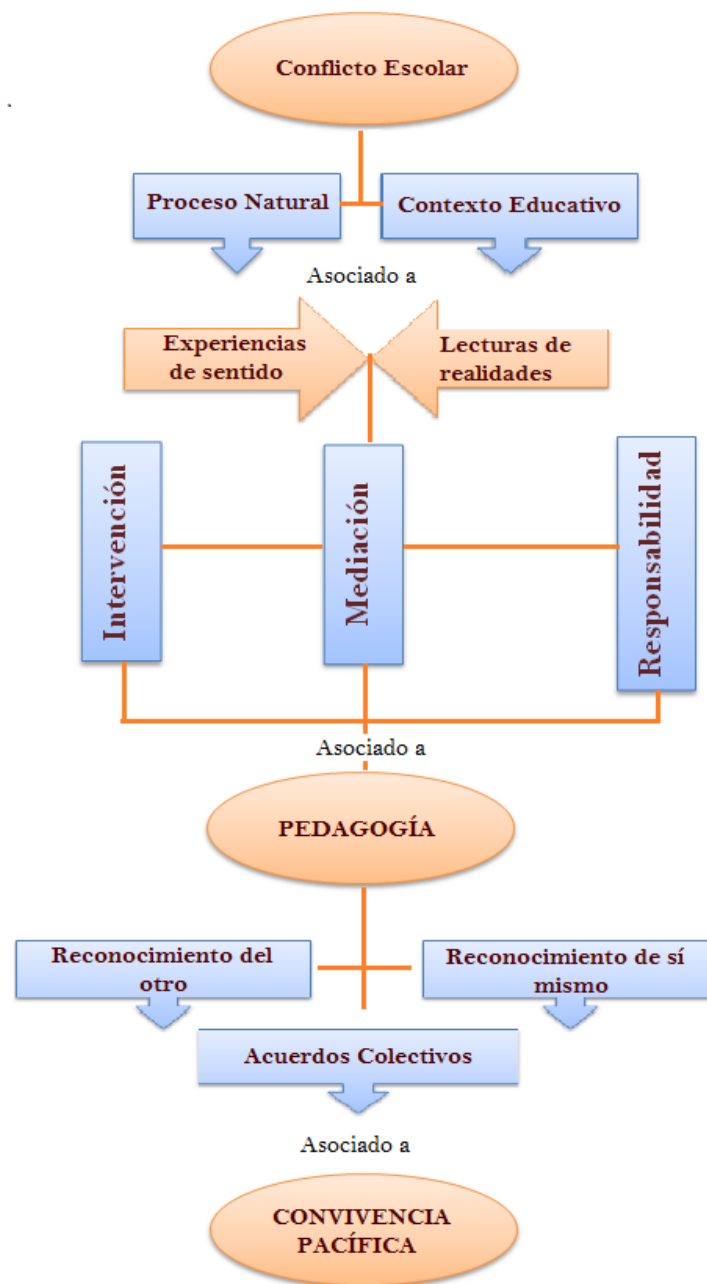 Conflicto Escolar
.
Proceso Natural
Contexto Educativo
Asociado a
Experiencias
de sentido
Lecturas de
realidades
Intervención
Mediación
Responsabilidad
Asociado a
PEDAGOGÍA
Reconocimiento del
otro
Reconocimiento de sí
mismo
Acuerdos Colectivos
Asociado a
CONVIVENCIA
PACÍFICA